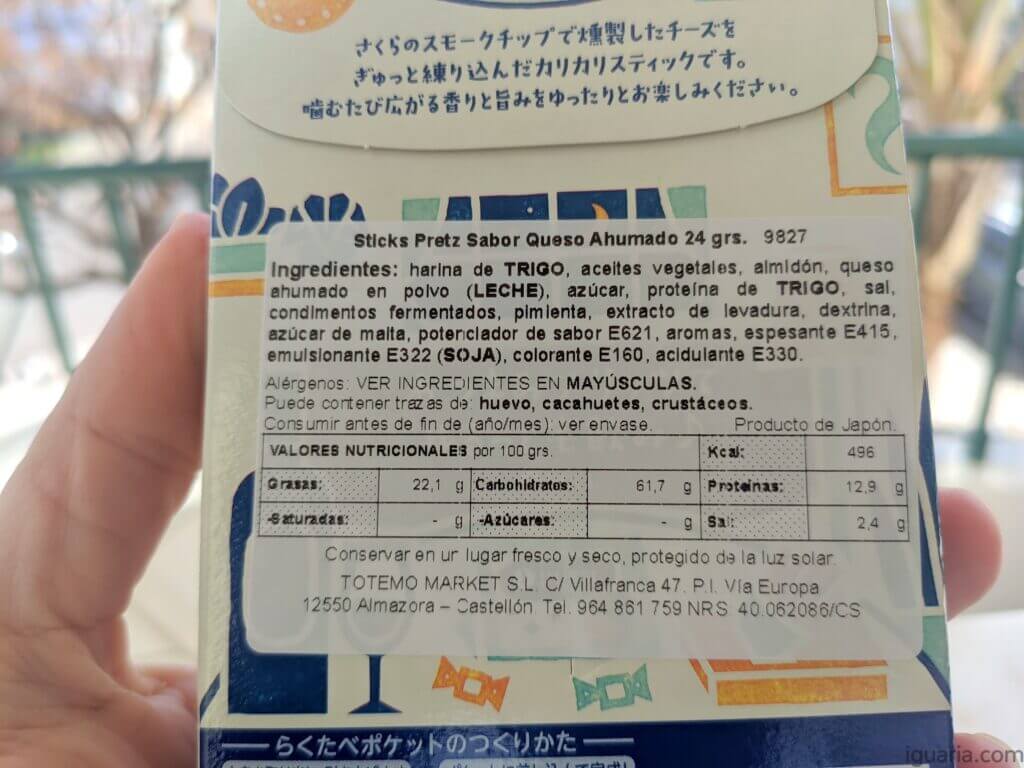 さくらのスモークチップで燻製したチーズを
ぎゅっと練り込んだカリカリスティックです。
噛むたび広がる香りと旨みをゆったりとお楽しみください。
Sticks Pretz Sabor Queso Ahumado 24 grs. 9827
Ingredientes: harina de TRIGO, aceites vegetales, almidón, queso
ahumado en polvo (LECHE), azúcar, proteína de TRIGO, sal,
condimentos fermentados, pimienta, extracto de levadura, dextrina,
azúcar de malta, potenciador de sabor E621, aromas, espesante E415,
emulsionante E322 (SOJA), colorante E160, acidulante E330.
Alérgenos: VER INGREDIENTES EN MAYÚSCULAS.
Puede contener trazas de: huevo, cacahuetes, crustáceos.
Consumir antes de fin de (año/mes): ver envase. Producto de Japón.
VALORES NUTRICIONALES por 100 grs. Kcal: 496
Grasas: 22,1 g Carbohidratos: 61,7 g Proteínas: 12,9 g
-Saturadas: - g -Azúcares: - g Sal: 2,4 g
Conservar en un lugar fresco y seco, protegido de la luz solar.
TOTEMO MARKET S.L. C/ Villafranca 47. P.I. Vía Europa
12550 Almazora – Castellón. Tel. 964 861 759 NRS 40.062086/CS
らくたべポケットのつくりかた
iguaria.com